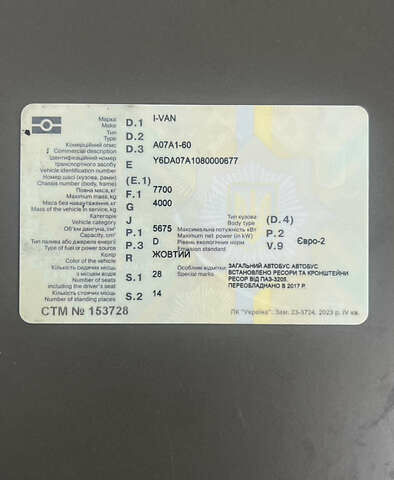 Марка
Make D.1 I-VAN
Тип
Type D.2
Комерційний опис
Commercial description D.3 A07A1-60
Ідентифікаційний номер
транспортного засобу E Y6DA07A1080000677
Vehicle identification number
Номер шасі (кузова, рами) (E.1)
Chassis number (body, frame)
Повна маса, кг F.1 7700
Maximum mass, kg
Маса без навантаження, кг G 4000
Mass of the vehicle in service, kg
Категорія J Тип кузова (D.4)
Vehicle category Body type
Об'єм двигуна, см³ P.1 5675 Максимальна потужність, кВт P.2
Capacity, cm³ Maximum net power (in kW)
Тип палива або джерело енергії P.3 D Рівень екологічних норм V.9 Євро-2
Type of fuel or power source Emission standard
Колір R ЖОВТИЙ
Color of the vehicle
Кількість сидячих місць
з місцем водія S.1 28 Особливі відмітки ЗАГАЛЬНИЙ АВТОБУС АВТОБУС
Number of seats Special marks ВСТАНОВЛЕНО РЕСОРИ ТА КРОНШТЕЙНИ
including the driver's seat РЕСОР ВІД ПАЗ-3205.
Кількість стоячих місць S.2 14 ПЕРЕОБЛАДНАНО В 2017 Р.
Number of standing places
СТМ № 153728
ПК "Україна". Зам. 23-3724, 2023 р. IV кв.